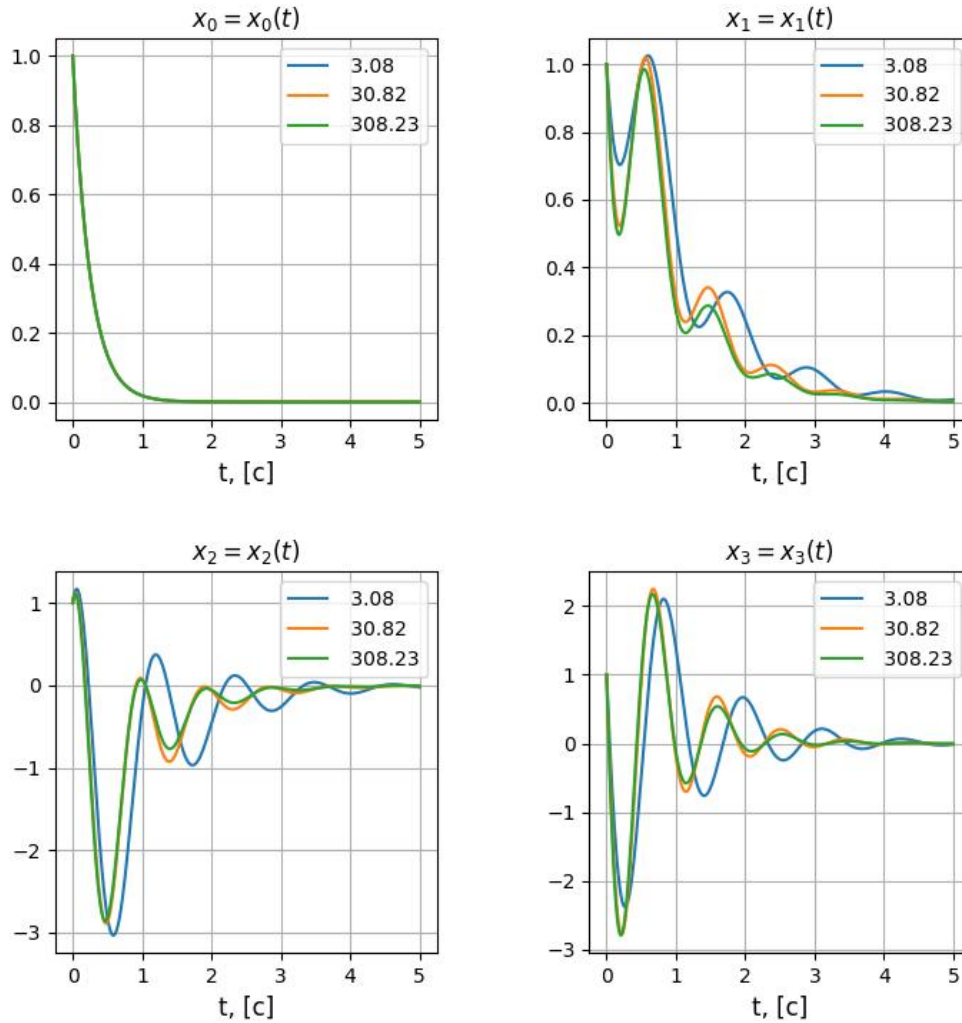 x₀ = x₀(t)
1.0
0.8
0.6
0.4
0.2
0.0
3.08
30.82
308.23
0 1 2 3 4 5
t, [c]
x₁ = x₁(t)
1.0
0.8
0.6
0.4
0.2
0.0
3.08
30.82
308.23
0 1 2 3 4 5
t, [c]
x₂ = x₂(t)
1
0
−1
−2
−3
3.08
30.82
308.23
0 1 2 3 4 5
t, [c]
x₃ = x₃(t)
2
1
0
−1
−2
−3
3.08
30.82
308.23
0 1 2 3 4 5
t, [c]